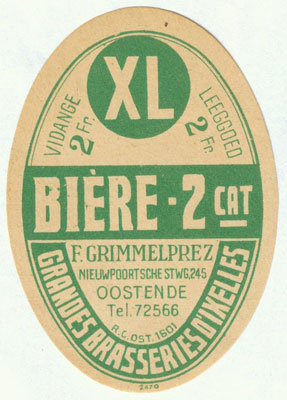 XL
VIDANGE
2 Fr.
LEEGGOED
2 Fr.
BIÈRE - 2 CAT
F. GRIMMELPREZ
NIEUWPOORTSCHE STWG, 245
OOSTENDE
Tel. 72566
R.C. OST. 1601
GRANDES BRASSERIES D'IXELLES
2470